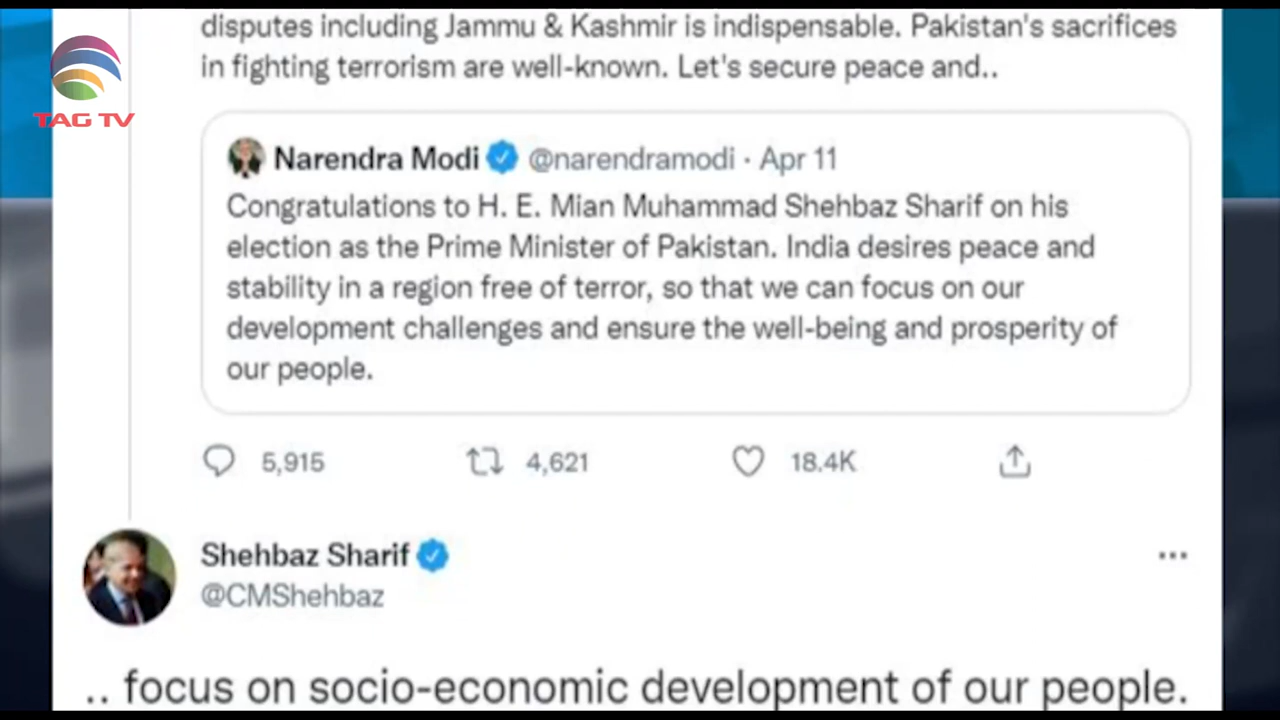 disputes including Jammu & Kashmir is indispensable. Pakistan's sacrifices
in fighting terrorism are well-known. Let's secure peace and..
TAG TV
Narendra Modi @narendramodi · Apr 11
Congratulations to H. E. Mian Muhammad Shehbaz Sharif on his
election as the Prime Minister of Pakistan. India desires peace and
stability in a region free of terror, so that we can focus on our
development challenges and ensure the well-being and prosperity of
our people.
5,915 4,621 18.4K
Shehbaz Sharif
@CMShehbaz
.. focus on socio-economic development of our people.